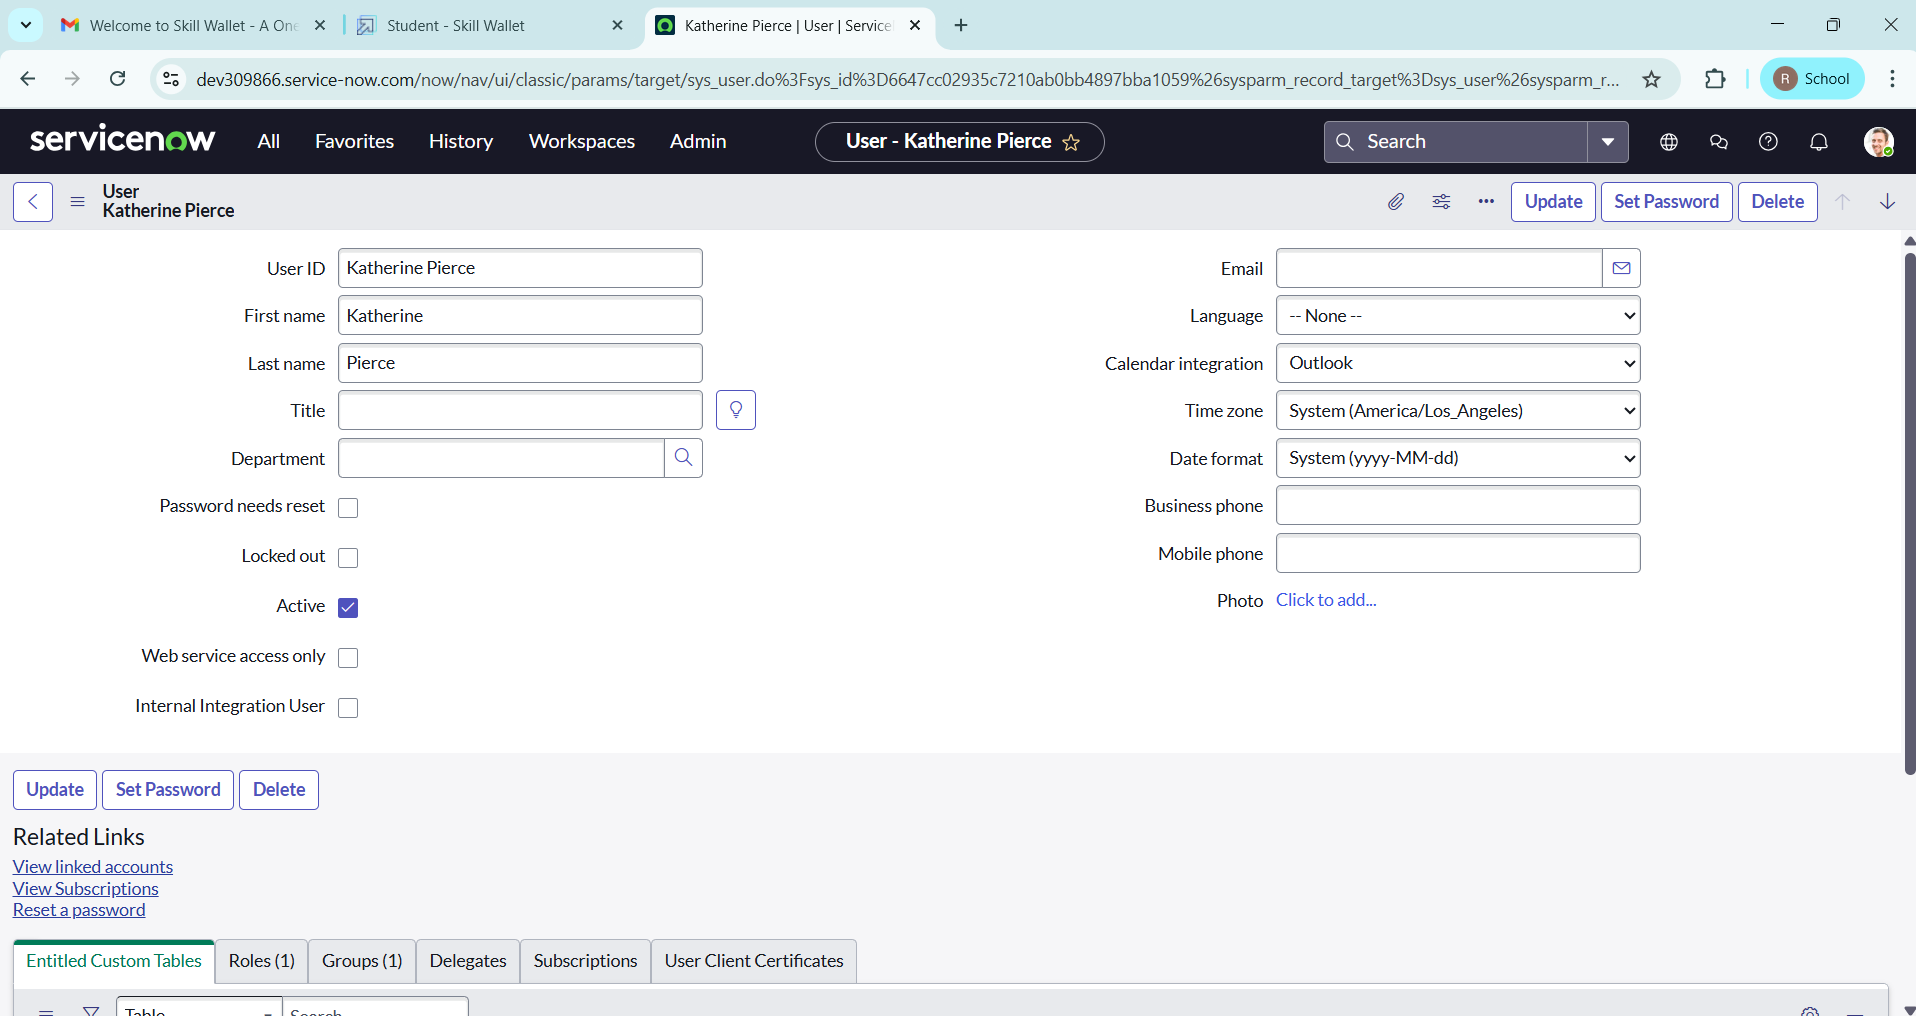 Welcome to Skill Wallet - A One
Student - Skill Wallet
Katherine Pierce | User | Service
dev309866.service-now.com/now/nav/ui/classic/params/target/sys_user.do%3Fsys_id%3D6647cc02935c7210ab0bb4897bba1059%26sysparm_record_target%3Dsys_user%26sysparm_r...
R School
servicenow
All
Favorites
History
Workspaces
Admin
User - Katherine Pierce
Search
User
Katherine Pierce
Update
Set Password
Delete
User ID
Katherine Pierce
First name
Katherine
Last name
Pierce
Title
Department
Password needs reset
Locked out
Active
Web service access only
Internal Integration User
Email
Language
-- None --
Calendar integration
Outlook
Time zone
System (America/Los_Angeles)
Date format
System (yyyy-MM-dd)
Business phone
Mobile phone
Photo
Click to add...
Update
Set Password
Delete
Related Links
View linked accounts
View Subscriptions
Reset a password
Entitled Custom Tables
Roles (1)
Groups (1)
Delegates
Subscriptions
User Client Certificates
Table
Search